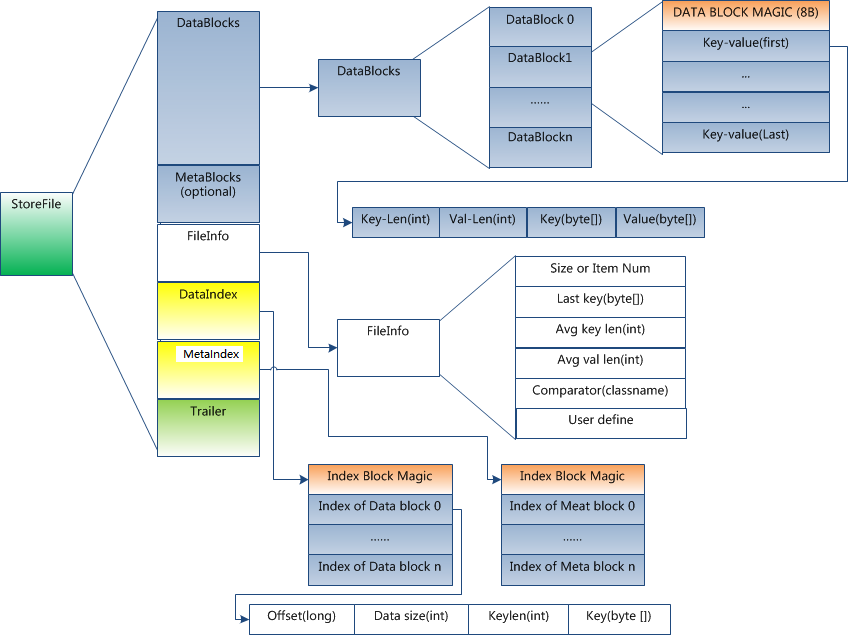 StoreFile
DataBlocks
MetaBlocks
(optional)
FileInfo
DataIndex
MetaIndex
Trailer
DataBlocks
DataBlock 0
DataBlock1
......
DataBlockn
DATA BLOCK MAGIC (8B)
Key-value(first)
...
...
Key-value(Last)
Key-Len(int) Val-Len(int) Key(byte[]) Value(byte[])
FileInfo
Size or Item Num
Last key(byte[])
Avg key len(int)
Avg val len(int)
Comparator(classname)
User define
Index Block Magic
Index of Data block 0
......
Index of Data block n
Index Block Magic
Index of Meat block 0
......
Index of Meta block n
Offset(long) Data size(int) Keylen(int) Key(byte [])